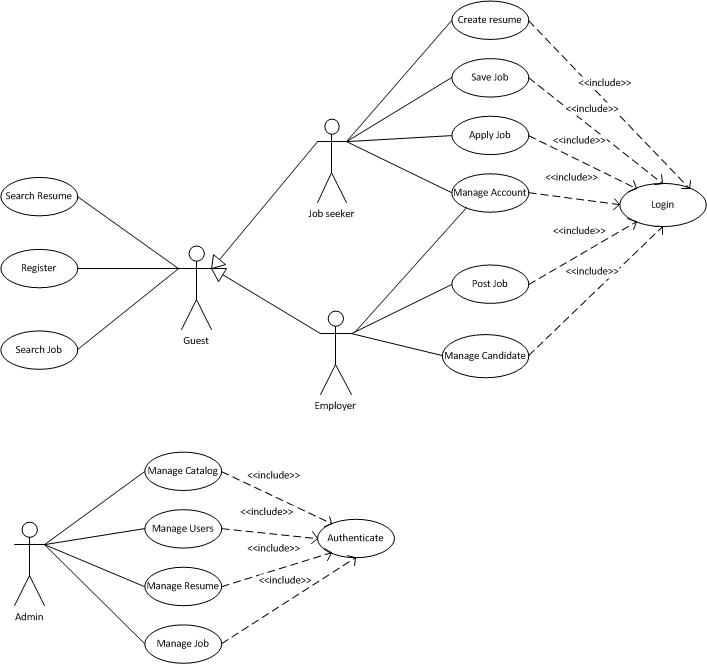 Create resume
<<include>>
Save Job
<<include>>
Apply Job
<<include>>
Job seeker
<<include>>
Manage Account
Search Resume
Login
<<include>>
Register
<<include>>
Post Job
Guest
Search Job
Manage Candidate
Employer
Manage Catalog
<<include>>
<<include>>
Manage Users
Authenticate
<<include>>
<<include>>
Manage Resume
Admin
Manage Job